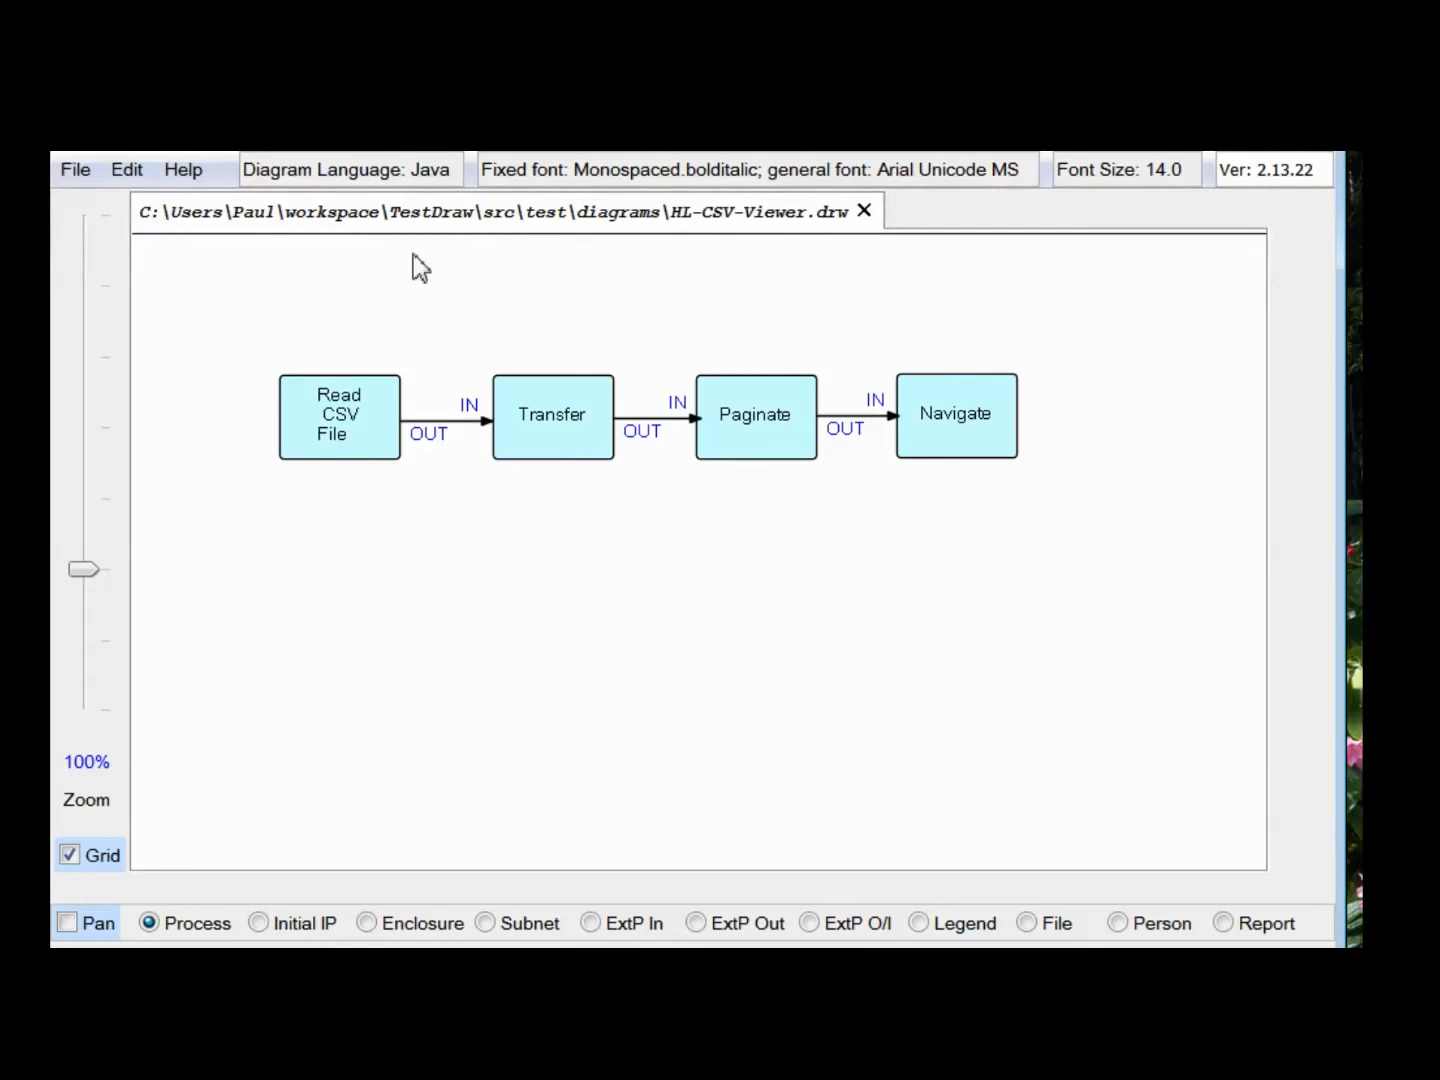 File Edit Help Diagram Language: Java Fixed font: Monospaced.bolditalic; general font: Arial Unicode MS Font Size: 14.0 Ver: 2.13.22
C:\Users\Paul\workspace\TestDraw\src\test\diagrams\HL-CSV-Viewer.drw
Read
CSV
File
OUT
IN
Transfer
OUT
IN
Paginate
OUT
IN
Navigate
100%
Zoom
Grid
Pan Process Initial IP Enclosure Subnet ExtP In ExtP Out ExtP O/I Legend File Person Report